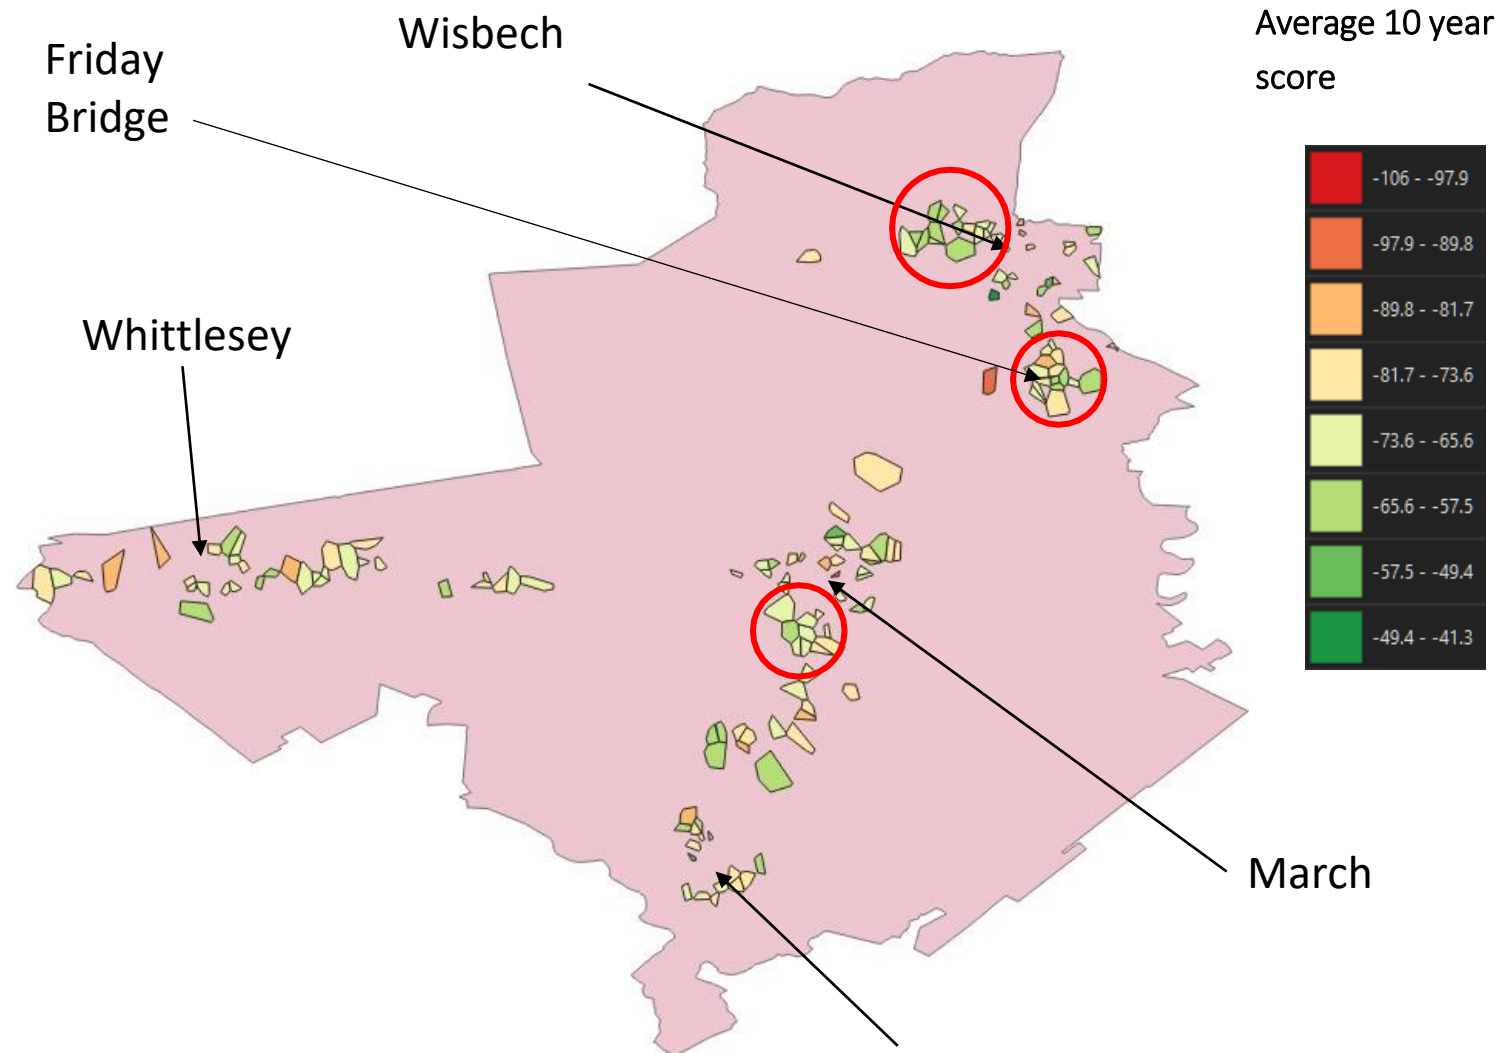 Wisbech
Friday
Bridge
Whittlesey
March
Average 10 year
score
-106 - -97.9
-97.9 - -89.8
-89.8 - -81.7
-81.7 - -73.6
-73.6 - -65.6
-65.6 - -57.5
-57.5 - -49.4
-49.4 - -41.3